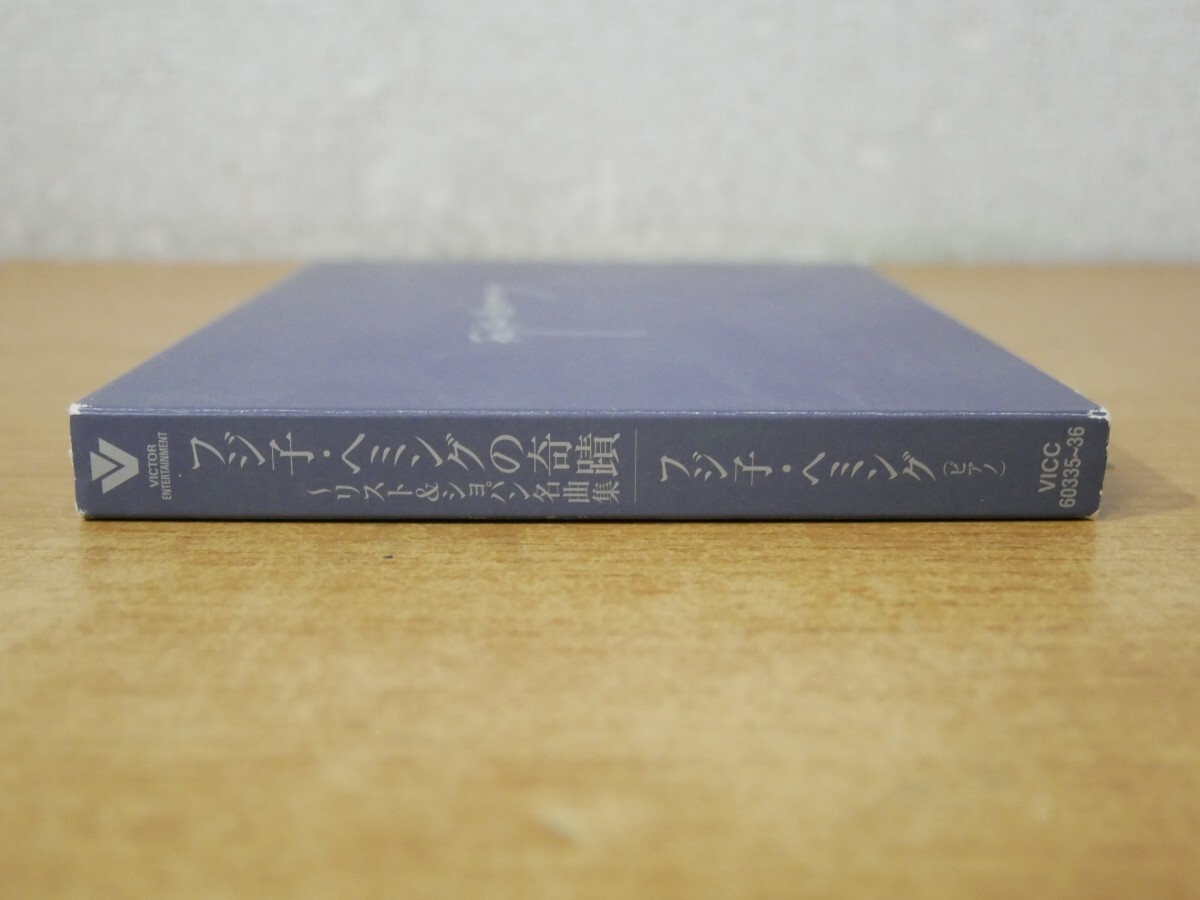 VICTOR
ENTERTAINMENT
フジ子・ヘミングの奇蹟
～リスト&ショパン名曲集
フジ子・ヘミング(ピアノ)
VICC
60335~36